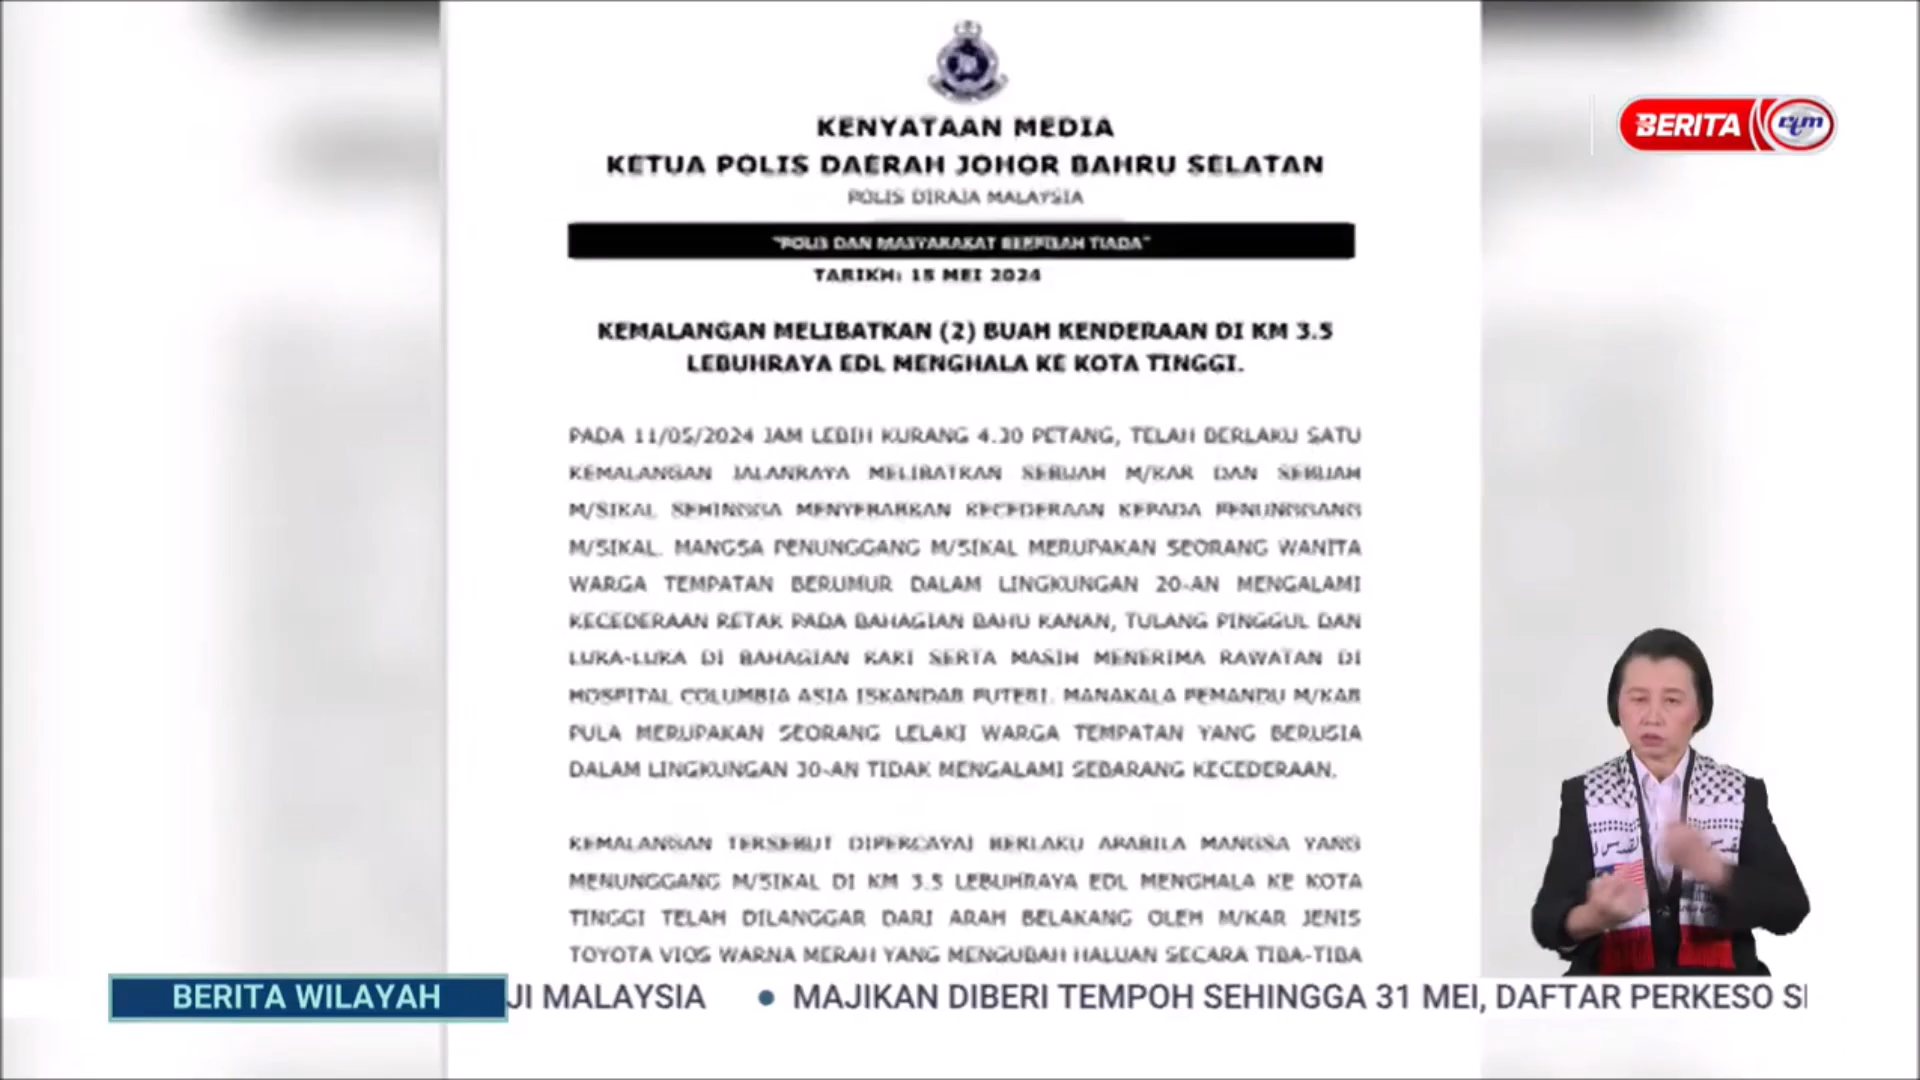 KENYATAAN MEDIA
KETUA POLIS DAERAH JOHOR BAHRU SELATAN
POLIS DIRAJA MALAYSIA
"POLIS DAN MASYARAKAT BERPISAH TIADA"
TARIKH: 15 MEI 2024
KEMALANGAN MELIBATKAN (2) BUAH KENDERAAN DI KM 3.5
LEBUHRAYA EDL MENGHALA KE KOTA TINGGI.
PADA 11/05/2024 JAM LEBIH KURANG 4.30 PETANG, TELAH BERLAKU SATU
KEMALANGAN JALANRAYA MELIBATKAN SEBUAH M/KAR DAN SEBUAH
M/SIKAL SEHINGGA MENYEBABKAN KECEDERAAN KEPADA PENUNGGANG
M/SIKAL. MANGSA PENUNGGANG M/SIKAL MERUPAKAN SEORANG WANITA
WARGA TEMPATAN BERUMUR DALAM LINGKUNGAN 20-AN MENGALAMI
KECEDERAAN RETAK PADA BAHAGIAN BAHU KANAN, TULANG PINGGUL DAN
LUKA-LUKA DI BAHAGIAN KAKI SERTA MASIH MENERIMA RAWATAN DI
HOSPITAL COLUMBIA ASIA ISKANDAR PUTERI. MANAKALA PEMANDU M/KAR
PULA MERUPAKAN SEORANG LELAKI WARGA TEMPATAN YANG BERUSIA
DALAM LINGKUNGAN 30-AN TIDAK MENGALAMI SEBARANG KECEDERAAN.
KEMALANGAN TERSEBUT DIPERCAYAI BERLAKU APABILA MANGSA YANG
MENUNGGANG M/SIKAL DI KM 3.5 LEBUHRAYA EDL MENGHALA KE KOTA
TINGGI TELAH DILANGGAR DARI ARAH BELAKANG OLEH M/KAR JENIS
TOYOTA VIOS WARNA MERAH YANG MENGUBAH HALUAN SECARA TIBA-TIBA
BERITA rtm
BERITA WILAYAH
JI MALAYSIA • MAJIKAN DIBERI TEMPOH SEHINGGA 31 MEI, DAFTAR PERKESO